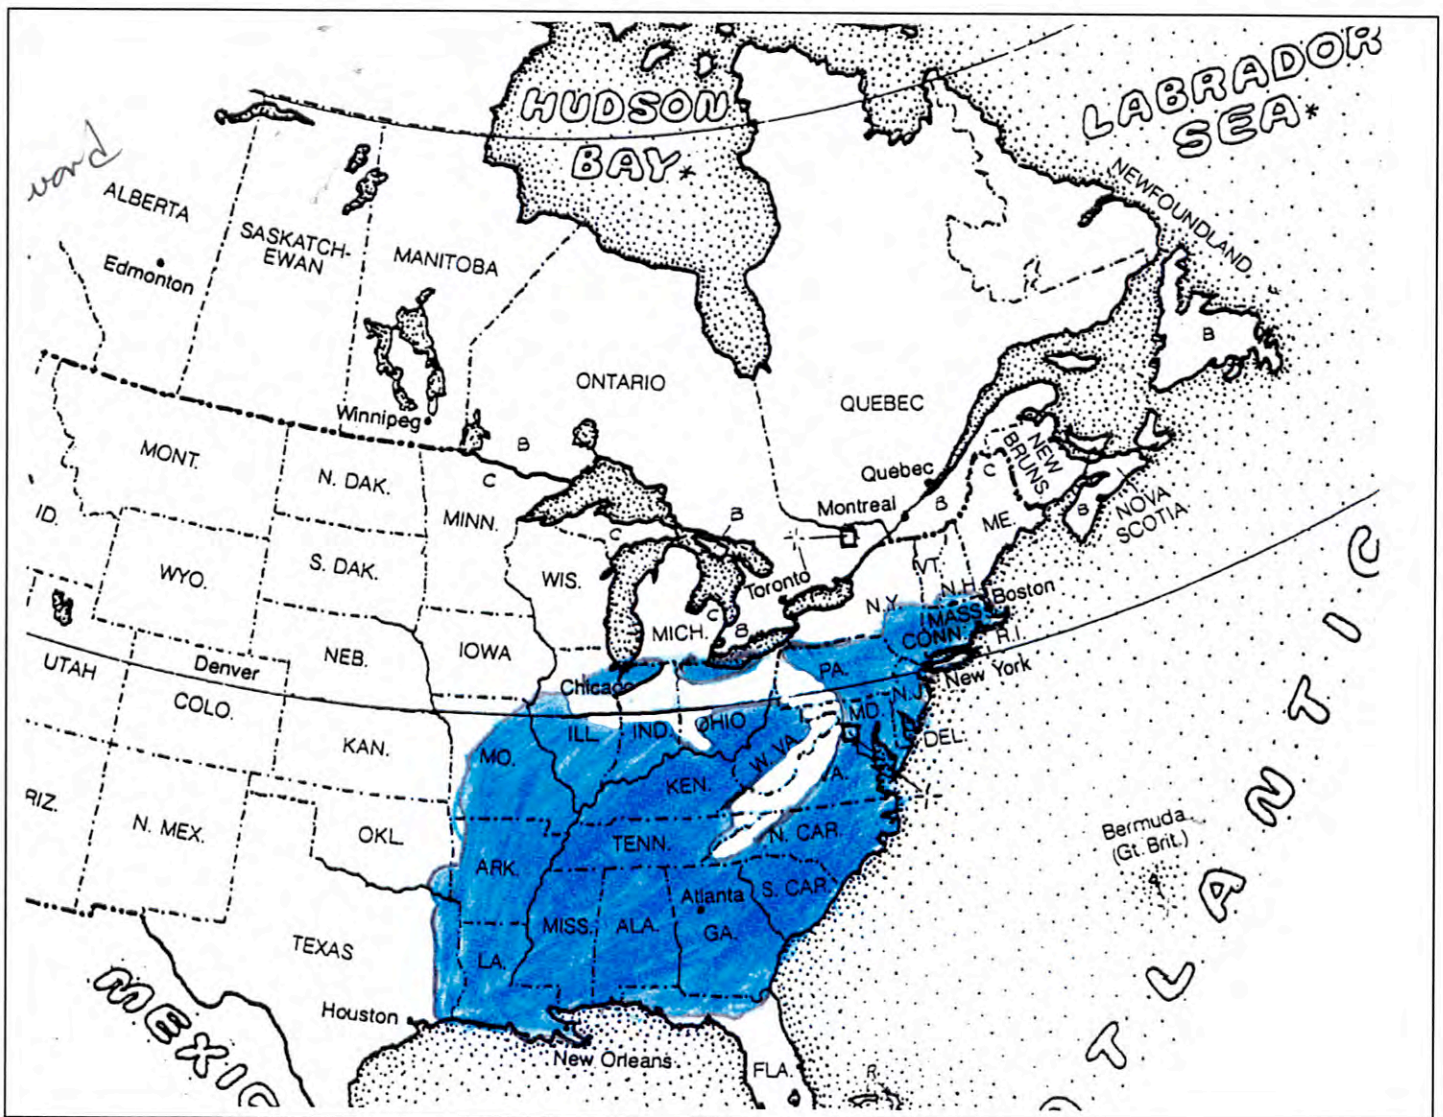 HUDSON
BAY*
LABRADOR
SEA*
ward
ALBERTA
Edmonton
SASKATCH-
EWAN
MANITOBA
NEWFOUNDLAND
B
ONTARIO
QUEBEC
Winnipeg
B
C
Quebec
Montreal
B
C
NEW
BRUNS.
NOVA
SCOTIA
B
MONT.
N. DAK.
MINN.
ID.
WYO.
S. DAK.
WIS.
C
B
Toronto
VT.
ME.
N.H.
Boston
N.Y.
MASS.
CONN.
R.I.
MICH.
C
B
UTAH
Denver
NEB.
IOWA
Chicago
PA.
New York
COLO.
KAN.
MO.
ILL.
IND.
OHIO
N.J.
MD.
DEL.
W. VA.
VA.
KEN.
RIZ.
N. MEX.
OKL.
ARK.
TENN.
N. CAR.
Bermuda
(Gt. Brit.)
TEXAS
LA.
MISS.
ALA.
Atlanta
GA.
S. CAR.
MEXIC
Houston
New Orleans
FLA.
R.
TLANTIC